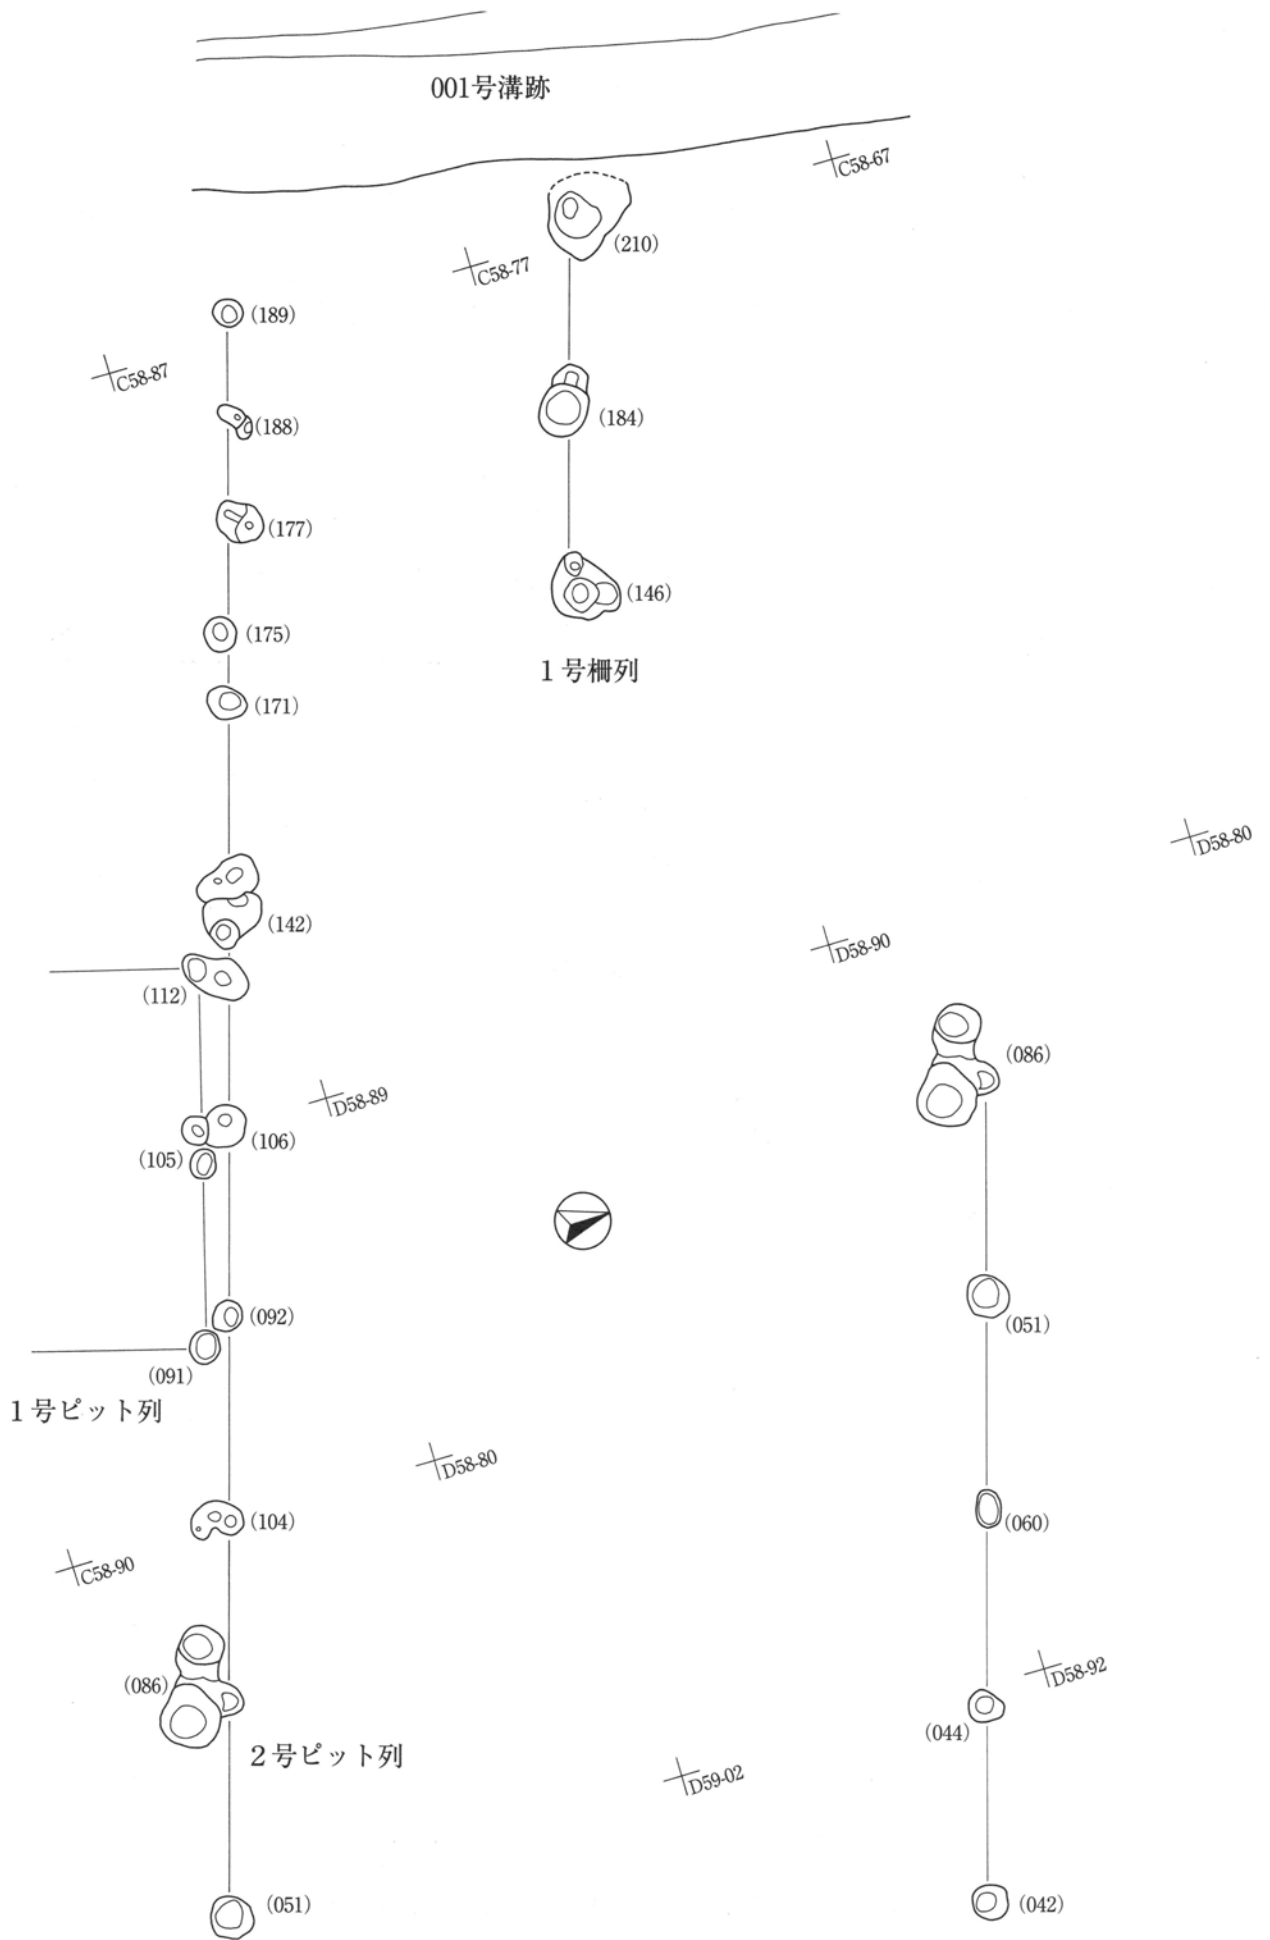 001号溝跡
C58-67
(210)
C58-77
(189)
C58-87
(184)
(188)
(177)
(146)
(175)
1号柵列
(171)
D58-80
(142)
D58-90
(112)
(086)
D58-89
(106)
(105)
(092)
(051)
(091)
1号ピット列
D58-80
(104)
(060)
C58-90
D58-92
(086)
(044)
2号ピット列
D59-02
(051)
(042)